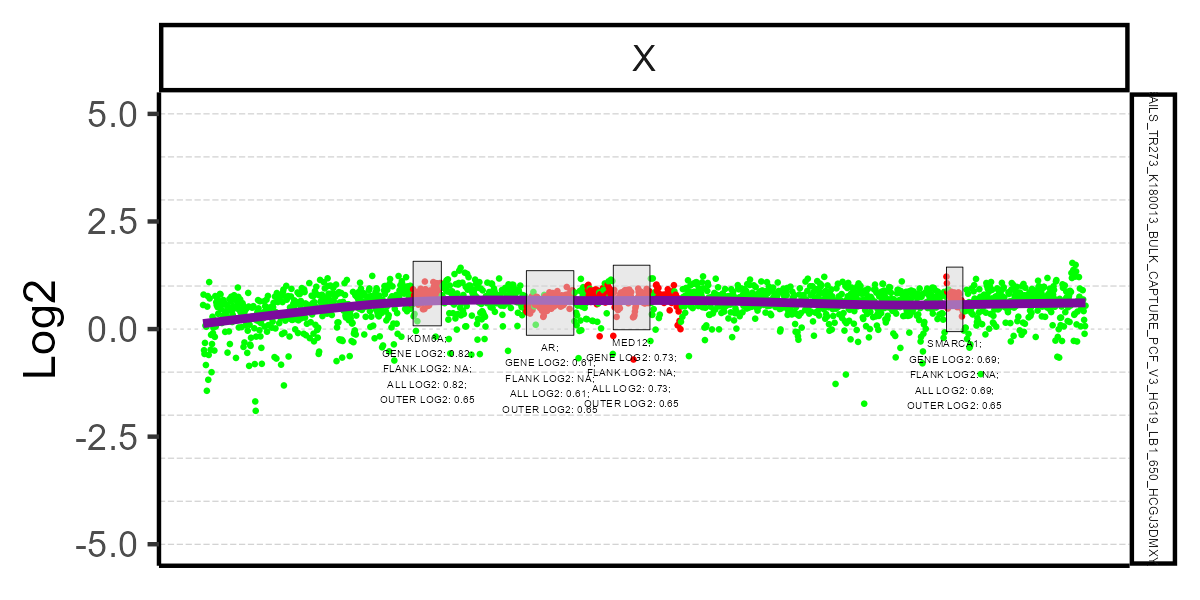 X
Log2
5.0
2.5
0.0
-2.5
-5.0
KDM6A;
GENE LOG2: 0.82;
FLANK LOG2: NA;
ALL LOG2: 0.82;
OUTER LOG2: 0.65
AR;
GENE LOG2: 0.61;
FLANK LOG2: NA;
ALL LOG2: 0.61;
OUTER LOG2: 0.65
MED12;
GENE LOG2: 0.73;
FLANK LOG2: NA;
ALL LOG2: 0.73;
OUTER LOG2: 0.65
SMARCA1;
GENE LOG2: 0.69;
FLANK LOG2: NA;
ALL LOG2: 0.69;
OUTER LOG2: 0.65
AILS_TR273_K180013_BULK_CAPTURE_PCF_V3_HG19_LB1_650_HCGJ3DMXY